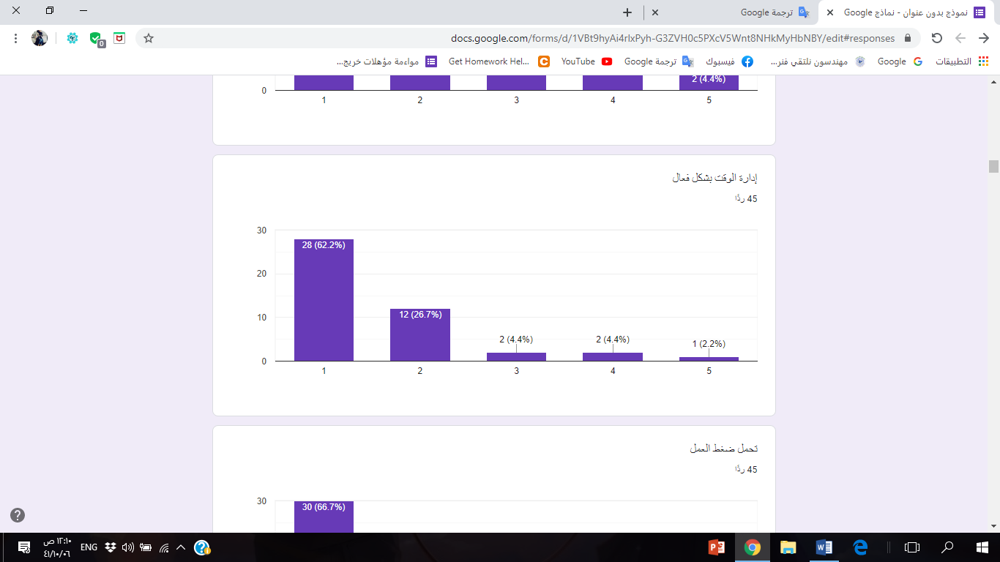 نموذج بدون عنوان - نماذج Google
ترجمة Google
docs.google.com/forms/d/1VBt9hyAi4rlxPyh-G3ZVH0c5PXcV5Wnt8NHkMyHbNBY/edit#responses
0
التطبيقات
Google
مهندسون نلتقي فنر...
فيسبوك
ترجمة Google
YouTube
Get Homework Hel...
مواءمة مؤهلات خريج...
2 (4.4%)
0
1 2 3 4 5
إدارة الوقت بشكل فعال
45 ردًا
30
28 (62.2%)
20
12 (26.7%)
10
2 (4.4%)
2 (4.4%)
1 (2.2%)
0
1 2 3 4 5
تحمل ضغط العمل
45 ردًا
30
30 (66.7%)
ENG
١٢:١٠ ص
٤١/١٠/٠٦